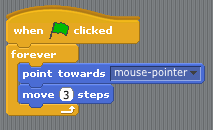 when clicked
forever
point towards mouse-pointer
move 3 steps